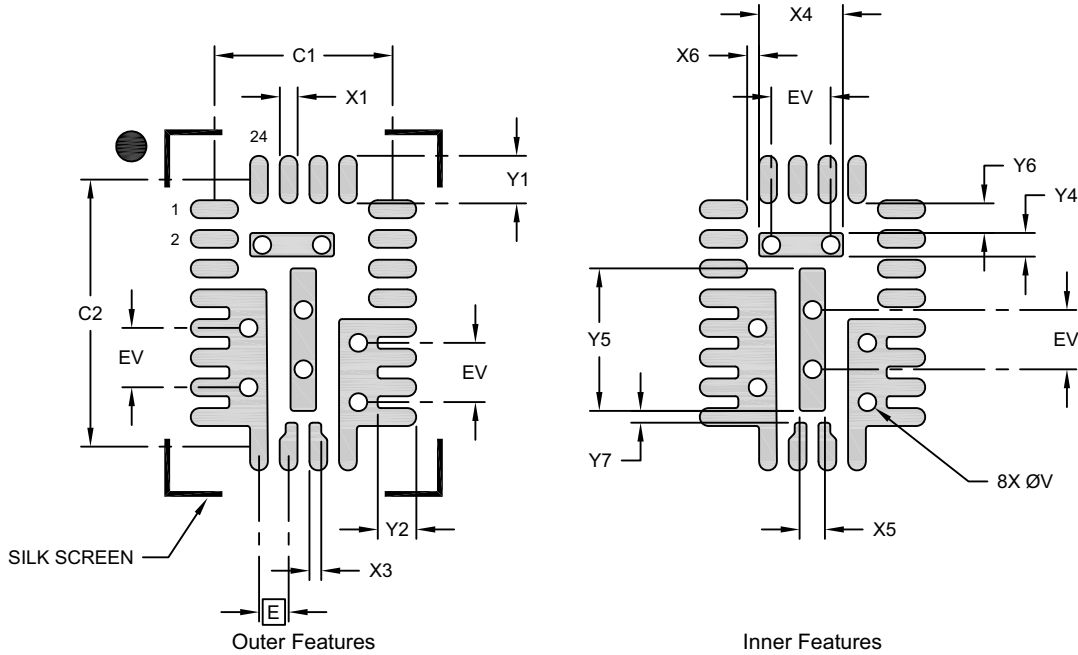 X4
C1
X6
X1
EV
24
Y6
Y1
Y4
1
2
C2
Y5
EV
EV
EV
Y7
8X ØV
Y2
X5
SILK SCREEN
X3
E
Outer Features
Inner Features